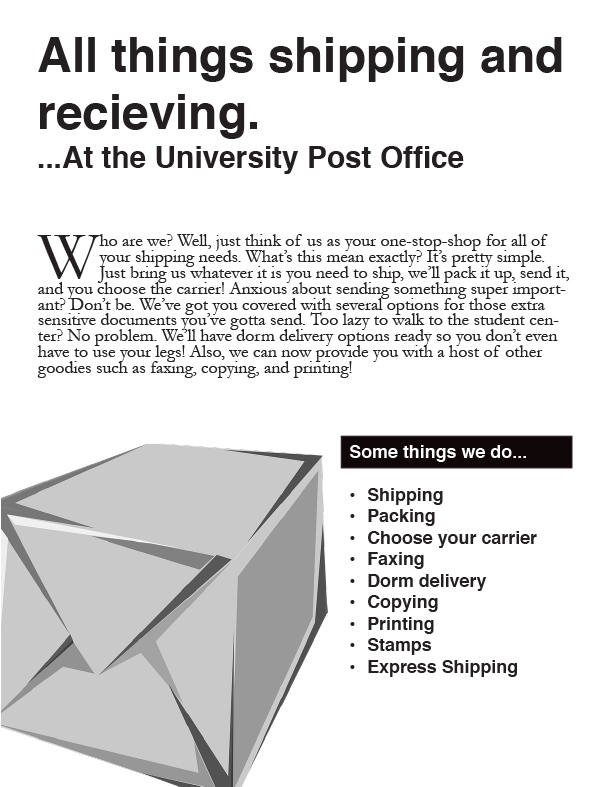 All things shipping and
recieving.
...At the University Post Office
Who are we? Well, just think of us as your one-stop-shop for all of
your shipping needs. What's this mean exactly? It's pretty simple.
Just bring us whatever it is you need to ship, we'll pack it up, send it,
and you choose the carrier! Anxious about sending something super import-
ant? Don't be. We've got you covered with several options for those extra
sensitive documents you've gotta send. Too lazy to walk to the student cen-
ter? No problem. We'll have dorm delivery options ready so you don't even
have to use your legs! Also, we can now provide you with a host of other
goodies such as faxing, copying, and printing!
Some things we do...
• Shipping
• Packing
• Choose your carrier
• Faxing
• Dorm delivery
• Copying
• Printing
• Stamps
• Express Shipping